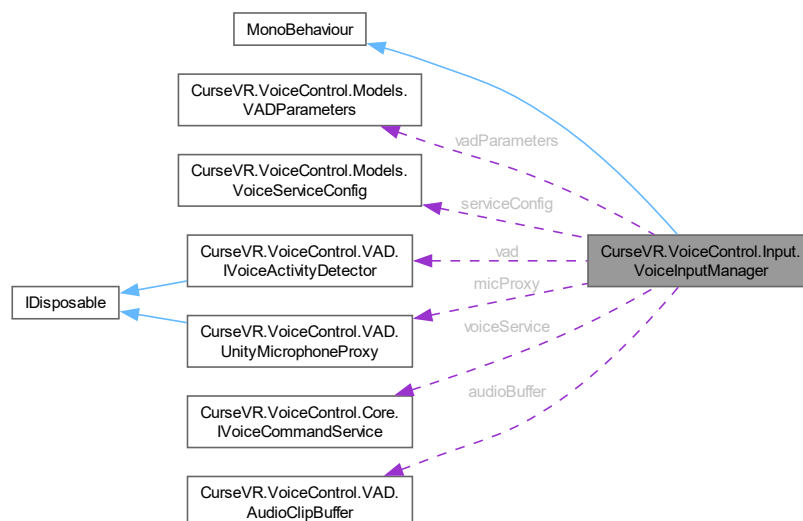 MonoBehaviour
CurseVR.VoiceControl.Models.
VADParameters
vadParameters
CurseVR.VoiceControl.Models.
VoiceServiceConfig
serviceConfig
CurseVR.VoiceControl.Input.
VoiceInputManager
CurseVR.VoiceControl.VAD.
IVoiceActivityDetector
vad
micProxy
IDisposable
CurseVR.VoiceControl.VAD.
UnityMicrophoneProxy
voiceService
CurseVR.VoiceControl.Core.
IVoiceCommandService
audioBuffer
CurseVR.VoiceControl.VAD.
AudioClipBuffer